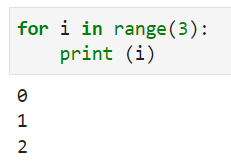 for i in range(3):
    print (i)
0
1
2